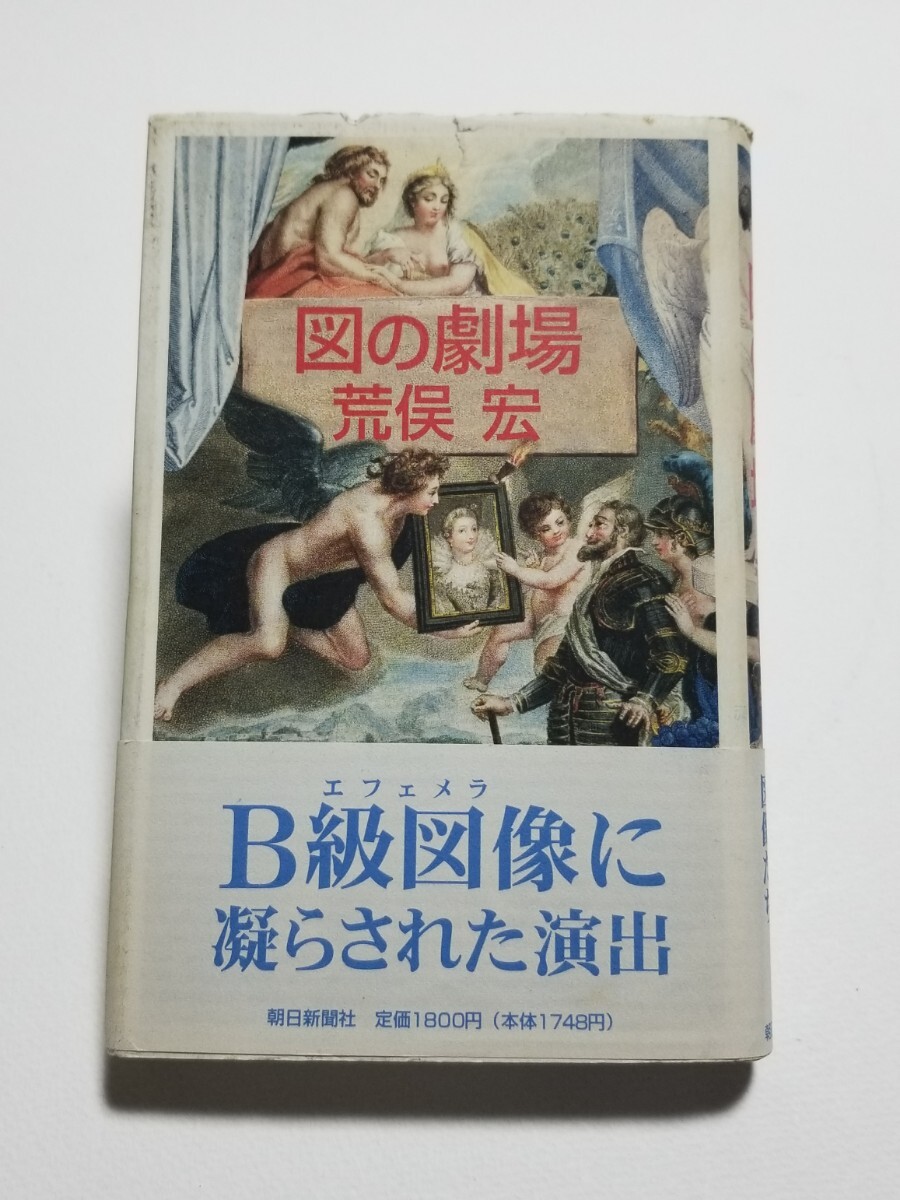 図の劇場
荒俣 宏
エフェメラ
B級図像に
凝らされた演出
朝日新聞社 定価1800円(本体1748円)